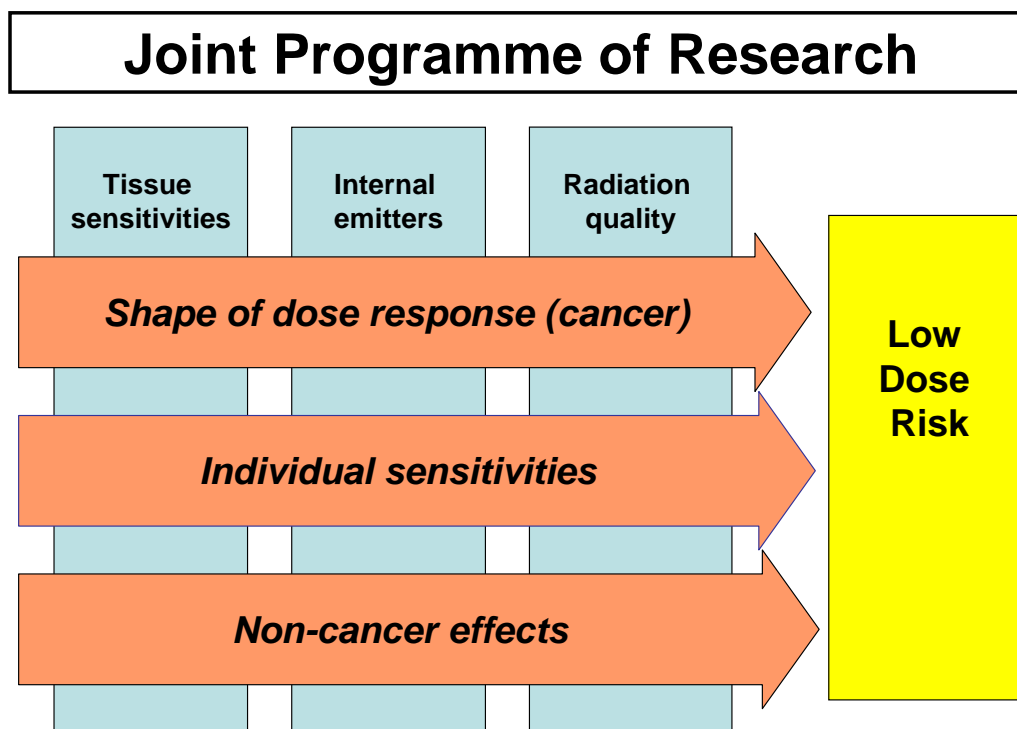 Joint Programme of Research
Tissue
sensitivities
Internal
emitters
Radiation
quality
Shape of dose response (cancer)
Individual sensitivities
Non-cancer effects
Low
Dose
Risk